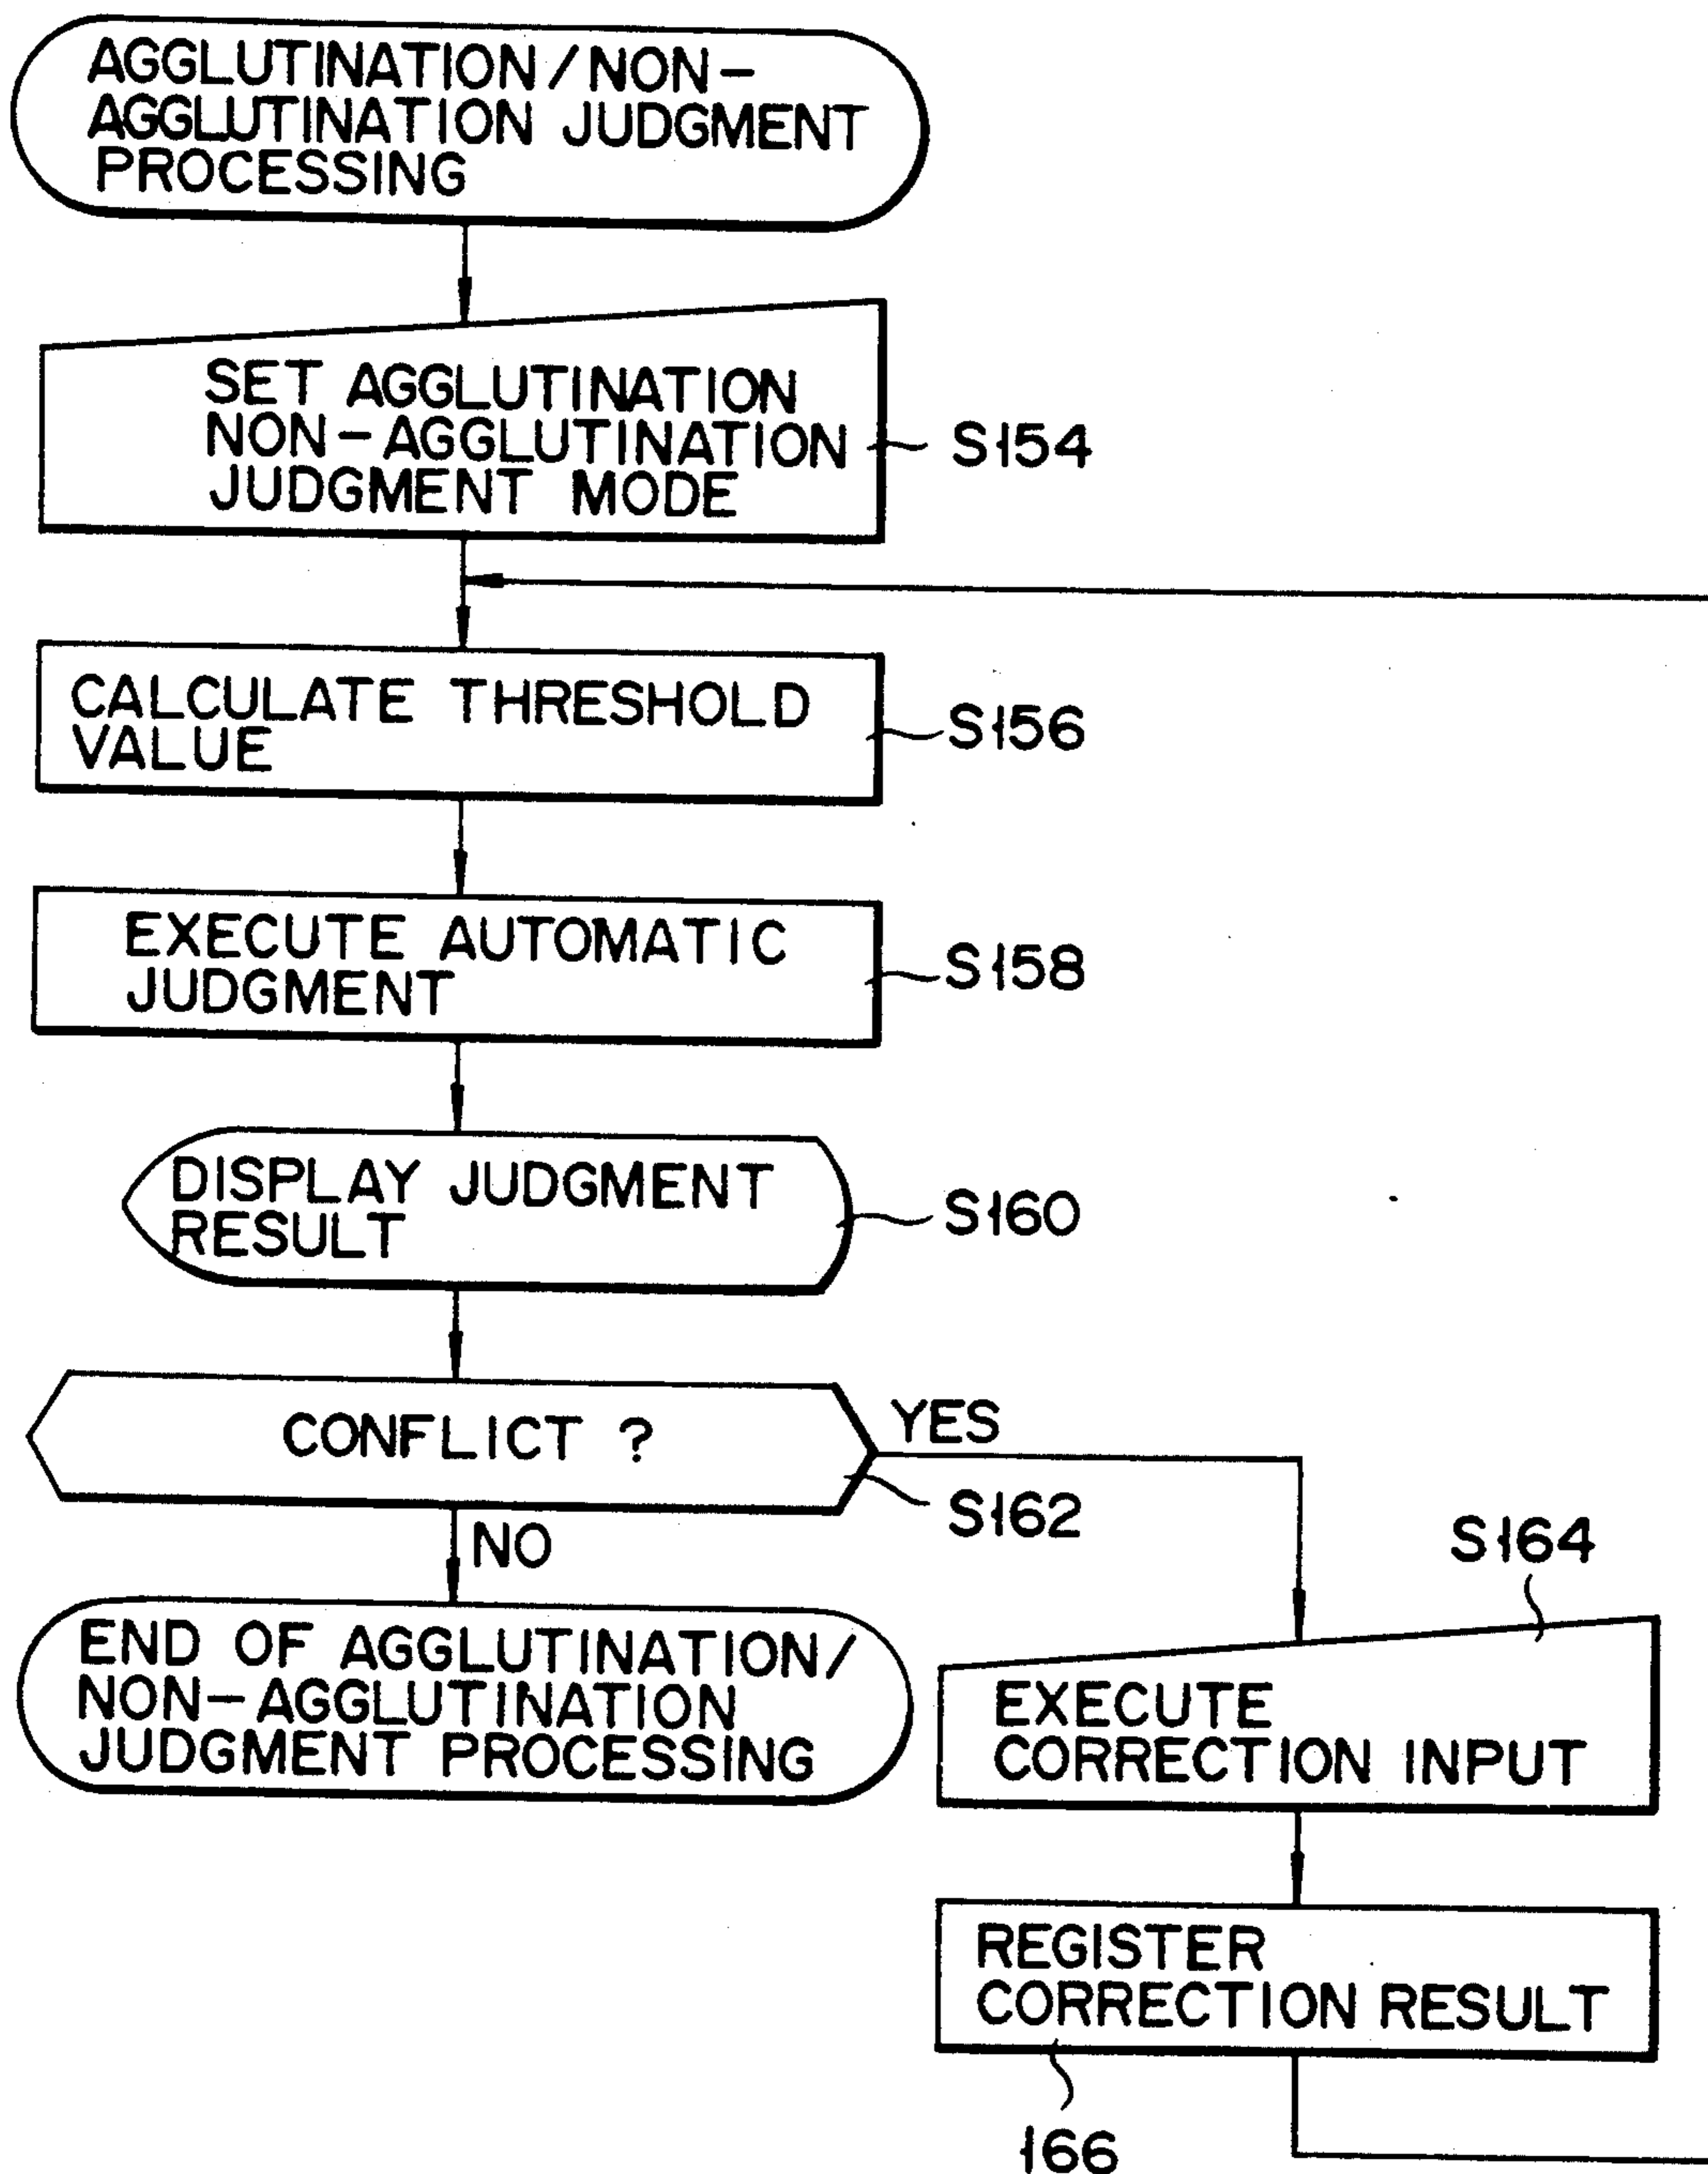 AGGLUTINATION/NON-
AGGLUTINATION JUDGMENT
PROCESSING
SET AGGLUTINATION
NON-AGGLUTINATION
JUDGMENT MODE
S154
CALCULATE THRESHOLD
VALUE
S156
EXECUTE AUTOMATIC
JUDGMENT
S158
DISPLAY JUDGMENT
RESULT
S160
CONFLICT ?
YES
S162
NO
S164
END OF AGGLUTINATION/
NON-AGGLUTINATION
JUDGMENT PROCESSING
EXECUTE
CORRECTION INPUT
REGISTER
CORRECTION RESULT
166